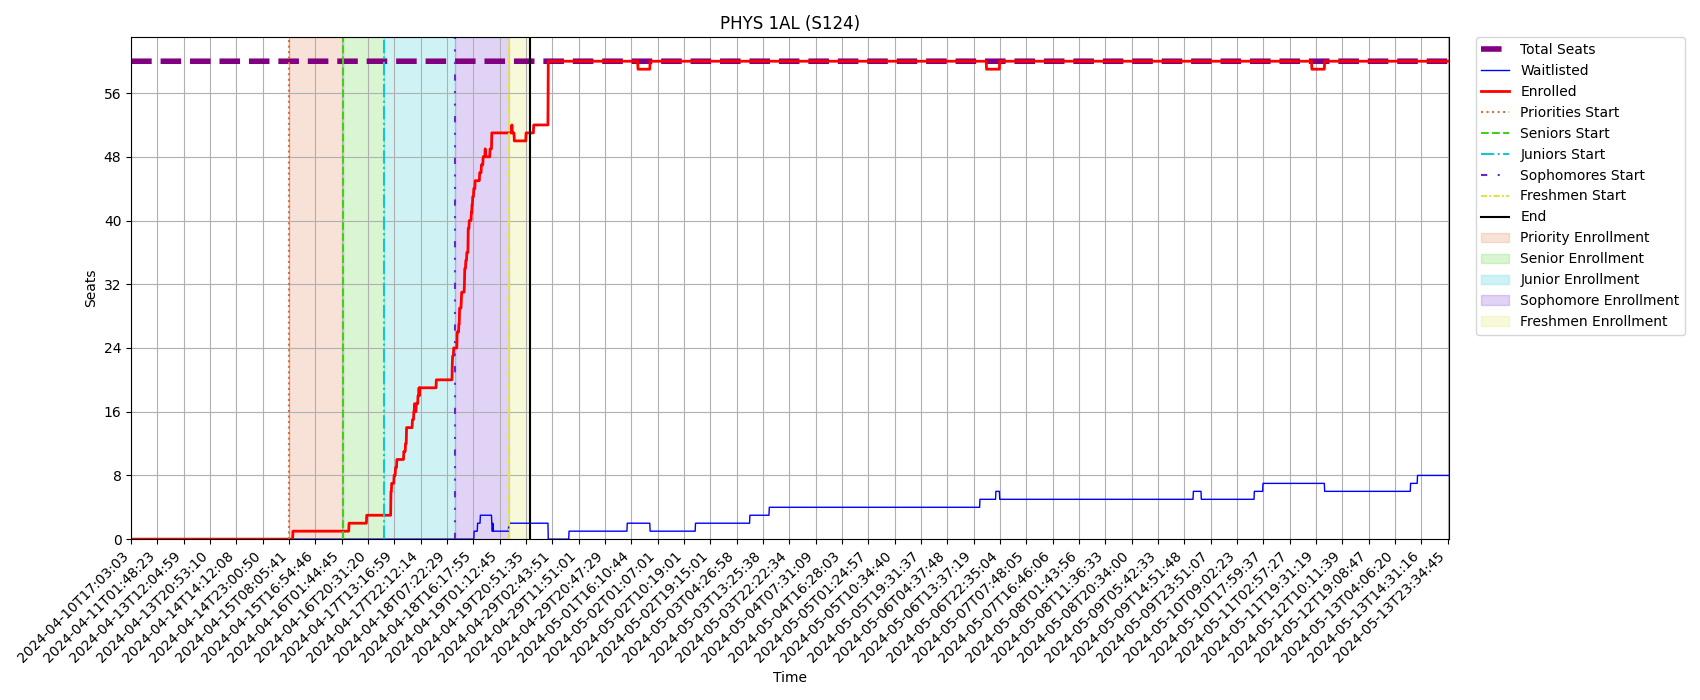 PHYS 1AL (S124)
Total Seats
Waitlisted
Enrolled
Priorities Start
Seniors Start
Juniors Start
Sophomores Start
Freshmen Start
End
Priority Enrollment
Senior Enrollment
Junior Enrollment
Sophomore Enrollment
Freshmen Enrollment
Seats
56
48
40
32
24
16
8
0
2024-04-10T17:03:03
2024-04-11T01:48:23
2024-04-13T12:04:59
2024-04-13T20:53:10
2024-04-14T14:12:08
2024-04-14T23:00:50
2024-04-15T08:05:41
2024-04-15T16:54:46
2024-04-16T01:44:45
2024-04-16T20:31:20
2024-04-17T13:16:59
2024-04-17T22:12:14
2024-04-18T07:22:29
2024-04-18T16:17:55
2024-04-19T01:12:45
2024-04-19T20:51:35
2024-04-29T02:43:51
2024-04-29T11:51:01
2024-04-29T20:47:29
2024-05-01T16:10:44
2024-05-02T01:07:01
2024-05-02T10:19:01
2024-05-02T19:15:01
2024-05-03T04:26:58
2024-05-03T13:25:38
2024-05-03T22:22:34
2024-05-04T07:31:09
2024-05-04T16:28:03
2024-05-05T01:24:57
2024-05-05T10:34:40
2024-05-05T19:31:37
2024-05-06T04:37:48
2024-05-06T13:37:19
2024-05-06T22:35:04
2024-05-07T07:48:05
2024-05-07T16:46:06
2024-05-08T01:43:56
2024-05-08T11:36:33
2024-05-08T20:34:00
2024-05-09T05:42:33
2024-05-09T14:51:48
2024-05-09T23:51:07
2024-05-10T09:02:23
2024-05-10T17:59:37
2024-05-11T02:57:27
2024-05-11T19:31:19
2024-05-12T10:11:39
2024-05-12T19:08:47
2024-05-13T04:06:20
2024-05-13T14:31:16
2024-05-13T23:34:45
Time